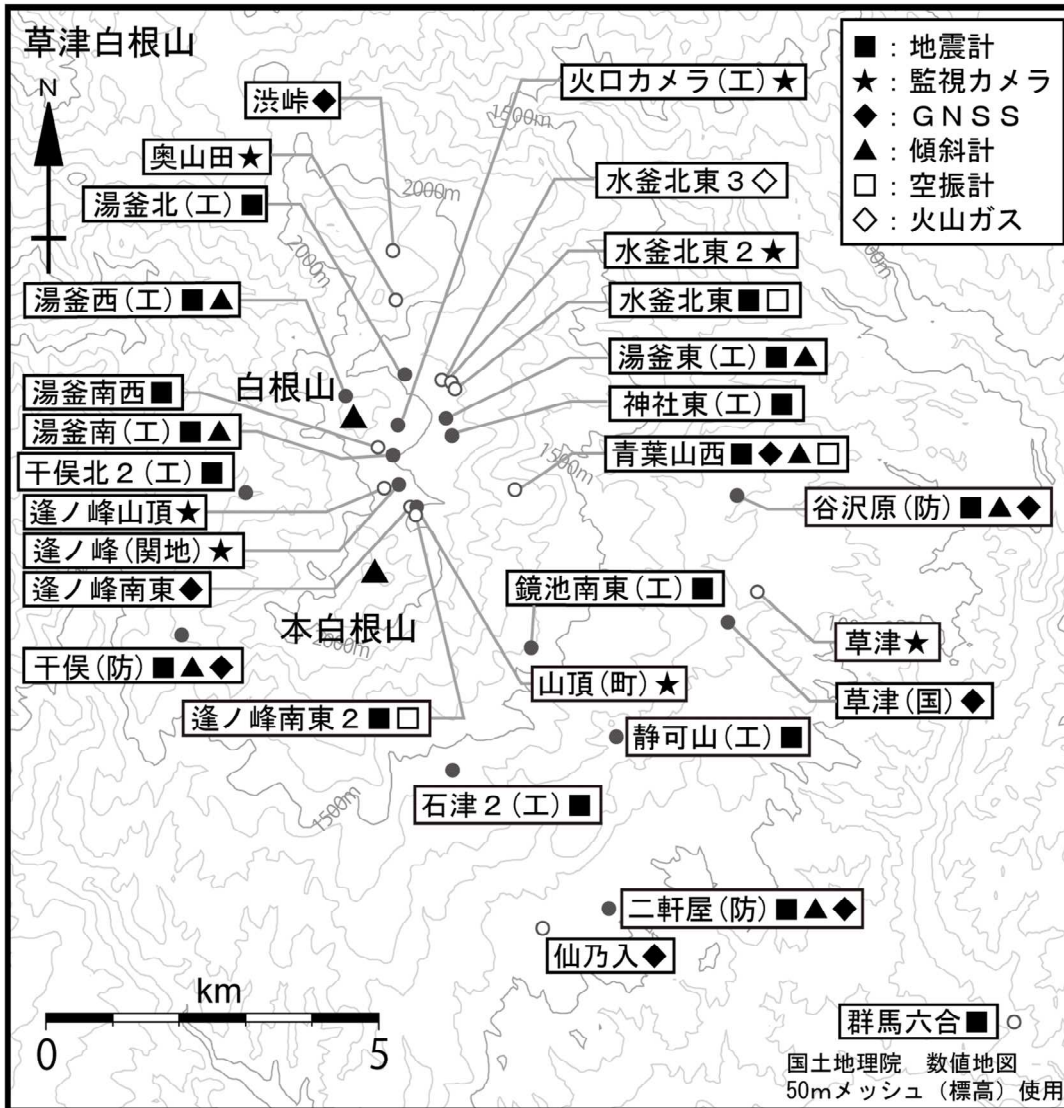 草津白根山
N
■：地震計
★：監視カメラ
◆：ＧＮＳＳ
▲：傾斜計
□：空振計
◇：火山ガス
火口カメラ(工)★
渋峠◆
1500m
奥山田★
2000m
水釜北東３◇
湯釜北(工)■
2000m
水釜北東２★
湯釜西(工)■▲
水釜北東■□
湯釜東(工)■▲
白根山
湯釜南西■
神社東(工)■
湯釜南(工)■▲
1500m
青葉山西■◆▲□
干俣北２(工)■
谷沢原(防)■▲◆
逢ノ峰山頂★
逢ノ峰(関地)★
逢ノ峰南東◆
鏡池南東(工)■
本白根山
2000m
草津★
干俣(防)■▲◆
山頂(町)★
草津(国)◆
逢ノ峰南東２■□
静可山(工)■
1500m
石津２(工)■
二軒屋(防)■▲◆
仙乃入◆
km
0 5
群馬六合■
国土地理院　数値地図
50mメッシュ（標高）使用